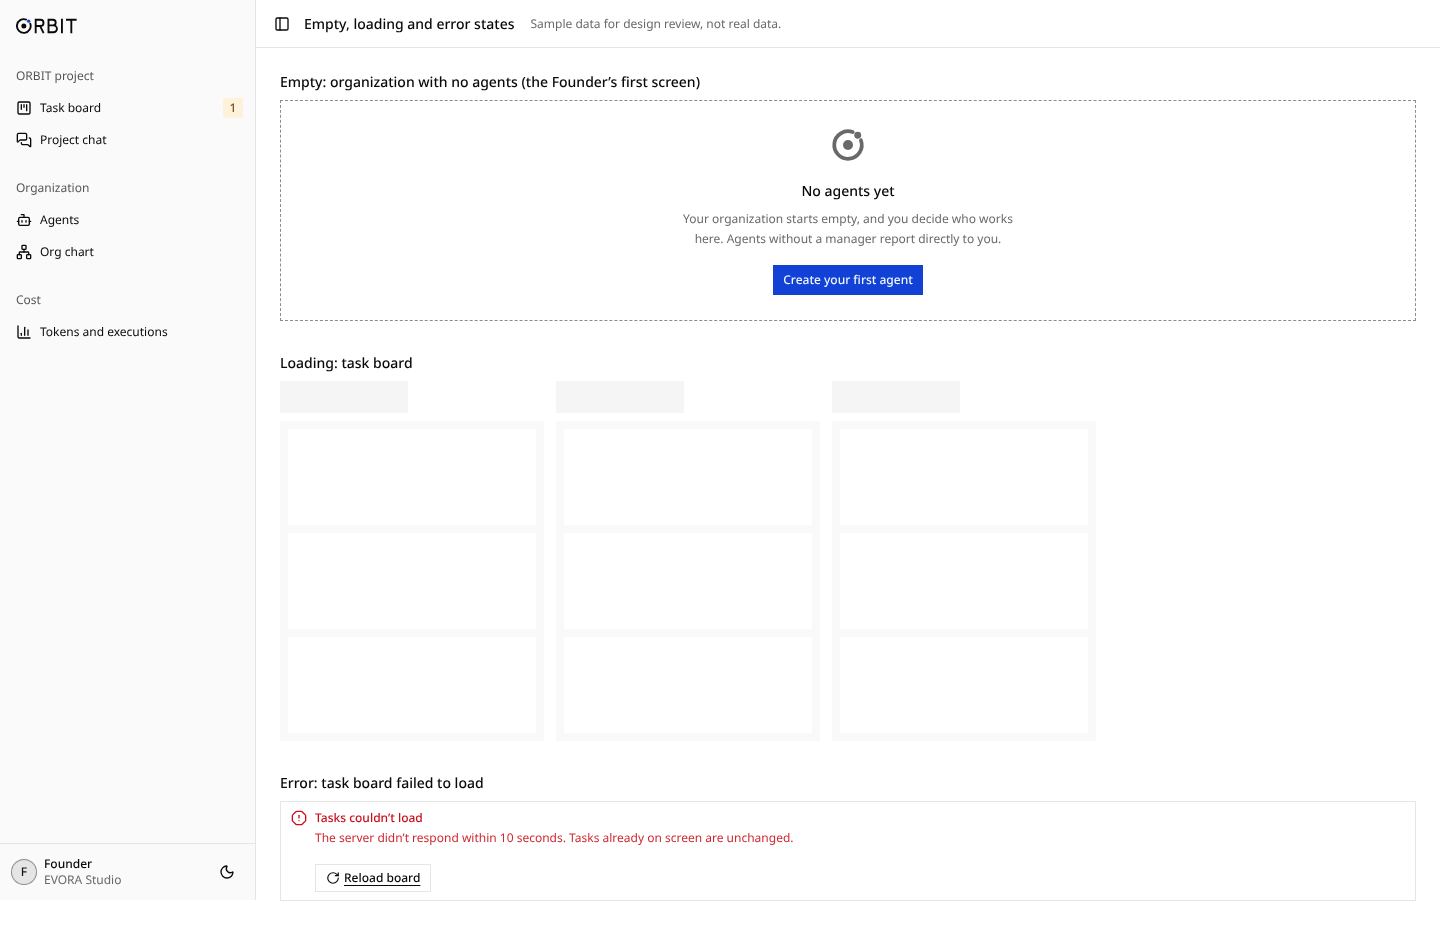 ORBIT
ORBIT project
Task board
1
Project chat
Organization
Agents
Org chart
Cost
Tokens and executions
F
Founder
EVORA Studio
Empty, loading and error states
Sample data for design review, not real data.
Empty: organization with no agents (the Founder’s first screen)
No agents yet
Your organization starts empty, and you decide who works
here. Agents without a manager report directly to you.
Create your first agent
Loading: task board
Error: task board failed to load
Tasks couldn’t load
The server didn’t respond within 10 seconds. Tasks already on screen are unchanged.
Reload board